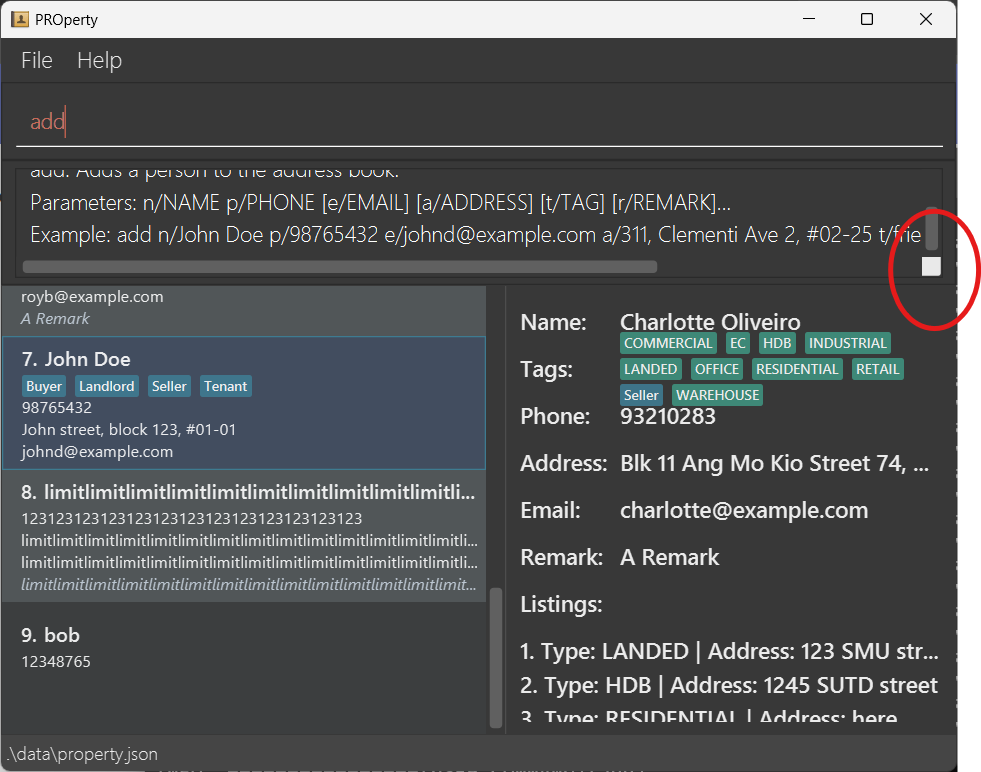 PROperty
File Help
add
add: Adds a person to the address book.
Parameters: n/NAME p/PHONE [e/EMAIL] [a/ADDRESS] [t/TAG] [r/REMARK]...
Example: add n/John Doe p/98765432 e/johnd@example.com a/311, Clementi Ave 2, #02-25 t/frie
royb@example.com
A Remark
7. John Doe
Buyer Landlord Seller Tenant
98765432
John street, block 123, #01-01
johnd@example.com
8. limitlimitlimitlimitlimitlimitlimitlimitlimitlimitli...
123123123123123123123123123123123123
limitlimitlimitlimitlimitlimitlimitlimitlimitlimitlimitlimitlimitlimitli...
limitlimitlimitlimitlimitlimitlimitlimitlimitlimitlimitlimitlimitlimitli...
limitlimitlimitlimitlimitlimitlimitlimitlimitlimitlimitlimitlimitlimit...
9. bob
12348765
Name: Charlotte Oliveiro
Tags: COMMERCIAL EC HDB INDUSTRIAL
LANDED OFFICE RESIDENTIAL RETAIL
Seller WAREHOUSE
Phone: 93210283
Address: Blk 11 Ang Mo Kio Street 74, ...
Email: charlotte@example.com
Remark: A Remark
Listings:
1. Type: LANDED | Address: 123 SMU str...
2. Type: HDB | Address: 1245 SUTD street
3. Type: RESIDENTIAL | Address: here
.\data\property.json